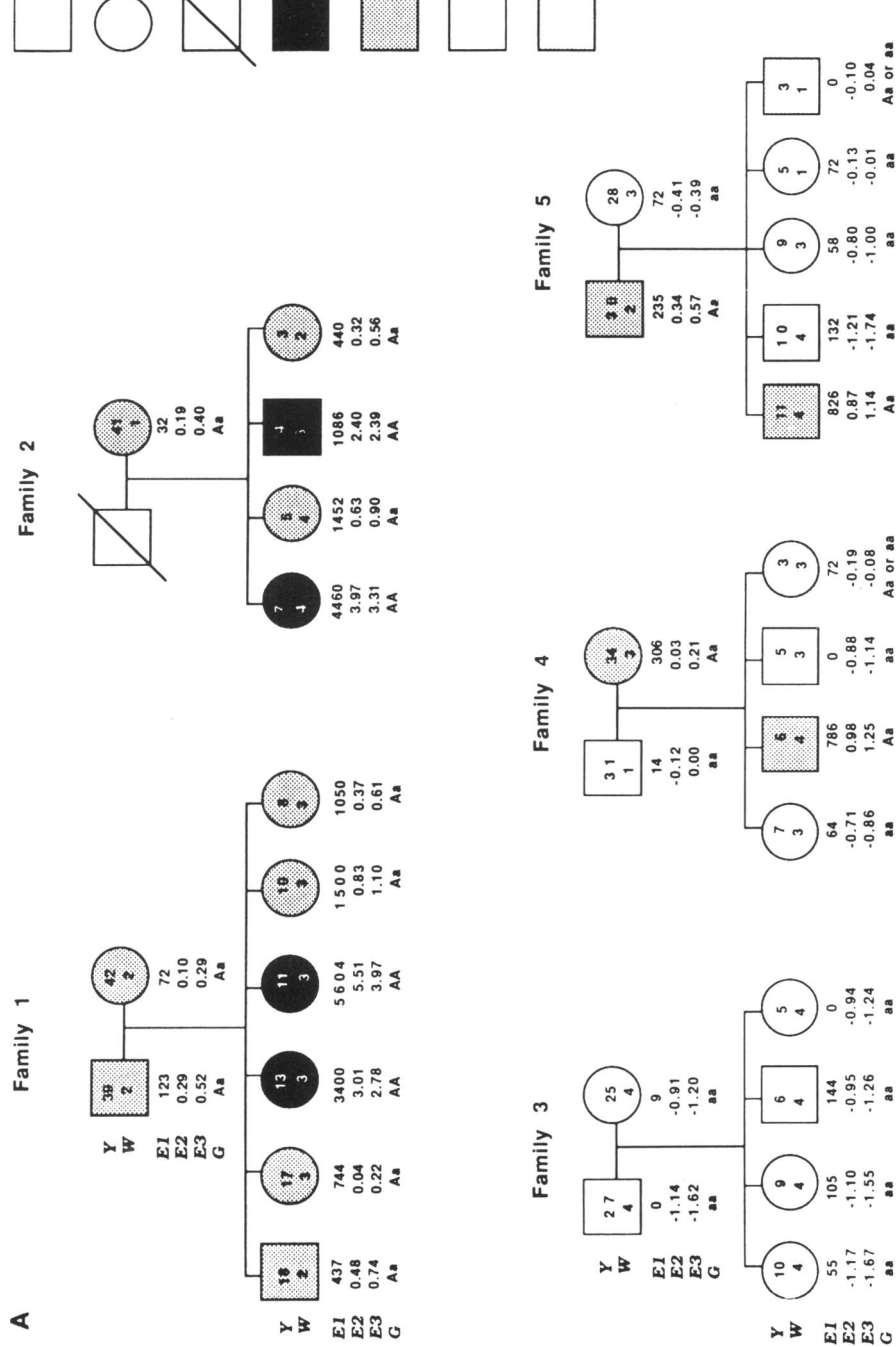 A
Family 1
Y 39 42
W 2 2
E1 123 72
E2 0.29 0.10
E3 0.52 0.29
G Aa Aa
Y 18 17 13 11 10 8
W 2 3 3 3 3 3
E1 437 744 3400 5604 1500 1050
E2 0.48 0.04 3.01 5.51 0.83 0.37
E3 0.74 0.22 2.78 3.97 1.10 0.61
G Aa Aa AA AA Aa Aa
Family 2
41
1
32
0.19
0.40
Aa
7 5 4 3
4 4 3 2
4460 1452 1086 440
3.97 0.63 2.40 0.32
3.31 0.90 2.39 0.56
AA Aa AA Aa
Family 3
Y 27 25
W 4 4
E1 0 9
E2 -1.14 -0.91
E3 -1.62 -1.20
G aa aa
Y 10 9 6 5
W 4 4 4 4
E1 55 105 144 0
E2 -1.17 -1.10 -0.95 -0.94
E3 -1.67 -1.55 -1.26 -1.24
G aa aa aa aa
Family 4
31 34
1 3
14 306
-0.12 0.03
0.00 0.21
aa Aa
7 6 5 3
3 4 3 3
64 786 0 72
-0.71 0.98 -0.88 -0.19
-0.86 1.25 -1.14 -0.08
aa Aa aa Aa or aa
Family 5
28
2 3
235 72
0.34 -0.41
0.57 -0.39
Aa aa
11 10 9 5 3
4 4 3 1 1
826 132 58 72 0
0.87 -1.21 -0.80 -0.13 -0.10
1.14 -1.74 -1.00 -0.01 0.04
Aa aa aa aa Aa or aa